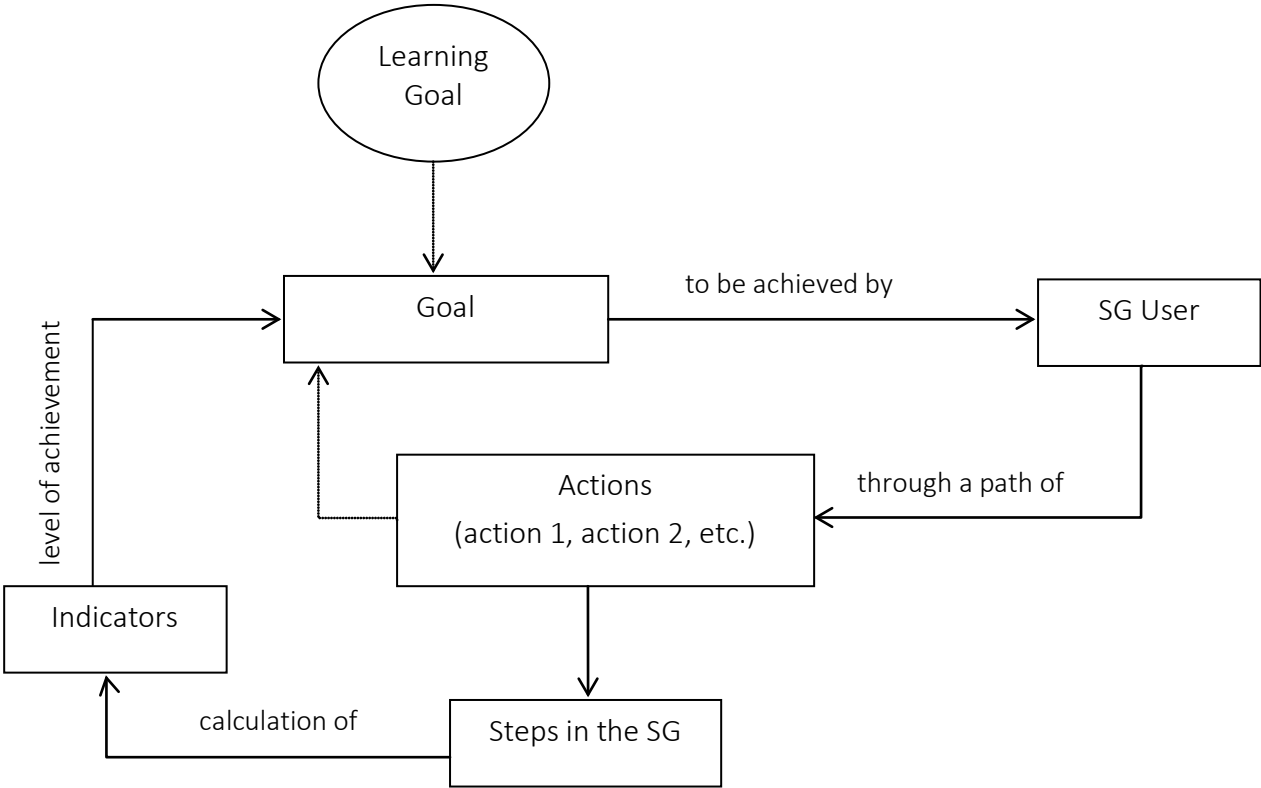 Learning
Goal
to be achieved by
Goal
SG User
level of achievement
Actions
(action 1, action 2, etc.)
through a path of
Indicators
calculation of
Steps in the SG